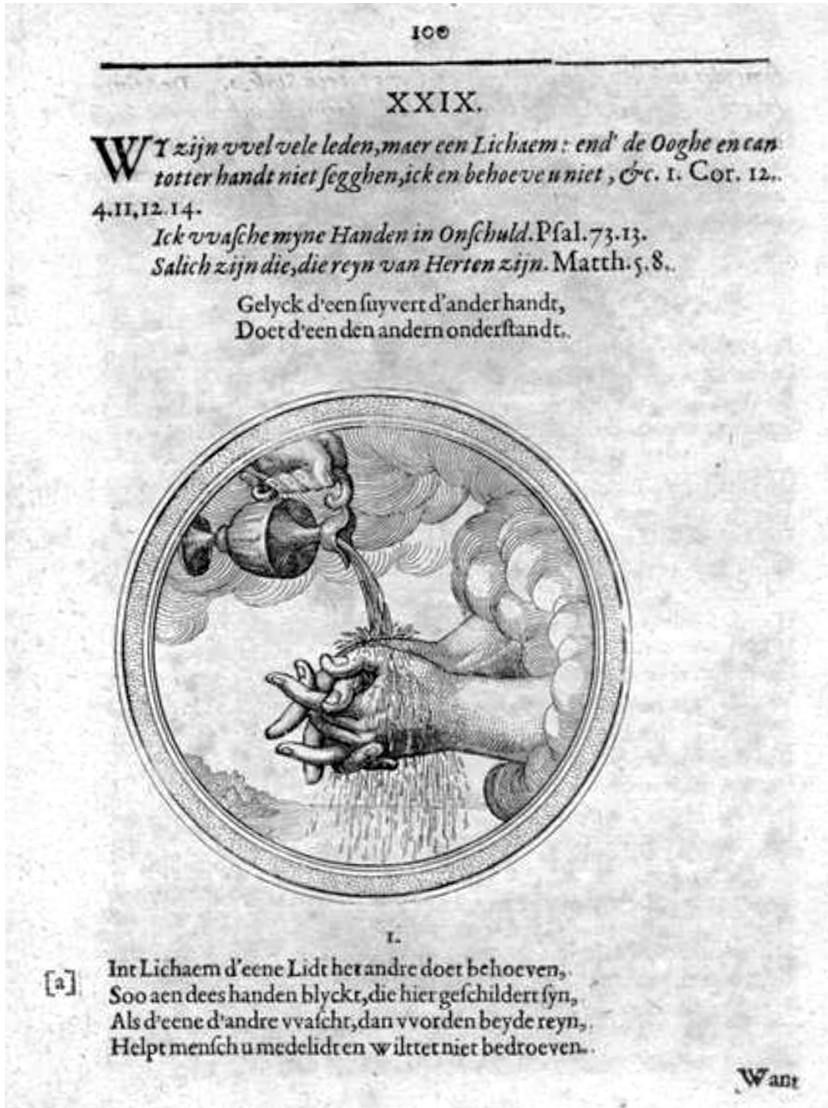 100
XXIX.
WY zijn vvel vele leden, maer een Lichaem: end' de Ooghe en can
totter handt niet segghen, ick en behoeve u niet, &c. 1. Cor. 12.
4.11,12.14.
Ick vvasche myne Handen in Onschuld. Psal. 73.13.
Salich zijn die, die reyn van Herten zijn. Matth. 5.8.
Gelyck d'een suyvert d'ander handt,
Doet d'een den andern onderstandt.
1.
[a] Int Lichaem d'eene Lidt het andre doet behoeven,
Soo aen dees handen blyckt, die hier geschildert syn,
Als d'eene d'andre vvascht, dan vvorden beyde reyn,
Helpt mensch u medelidt en wilttet niet bedroeven.
Want